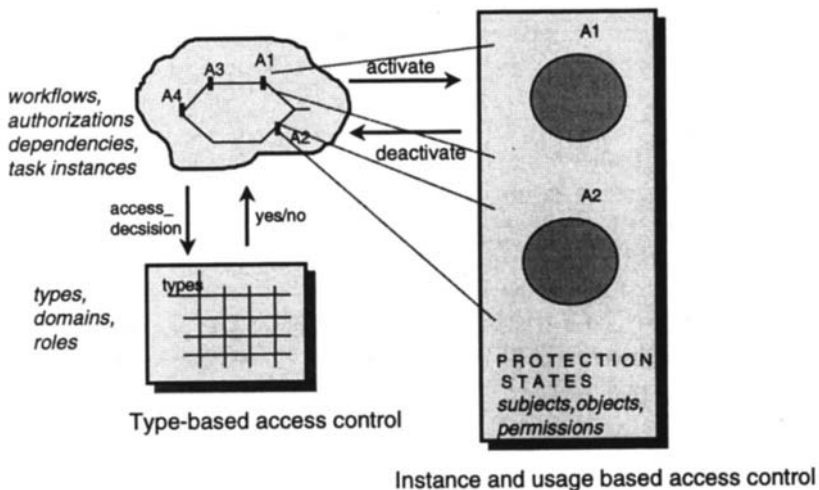 A1
A3
A4
A2
workflows,
authorizations
dependencies,
task instances
activate
deactivate
access_
decsision
yes/no
types
types,
domains,
roles
Type-based access control
A1
A2
PROTECTION
STATES
subjects,objects,
permissions
Instance and usage based access control